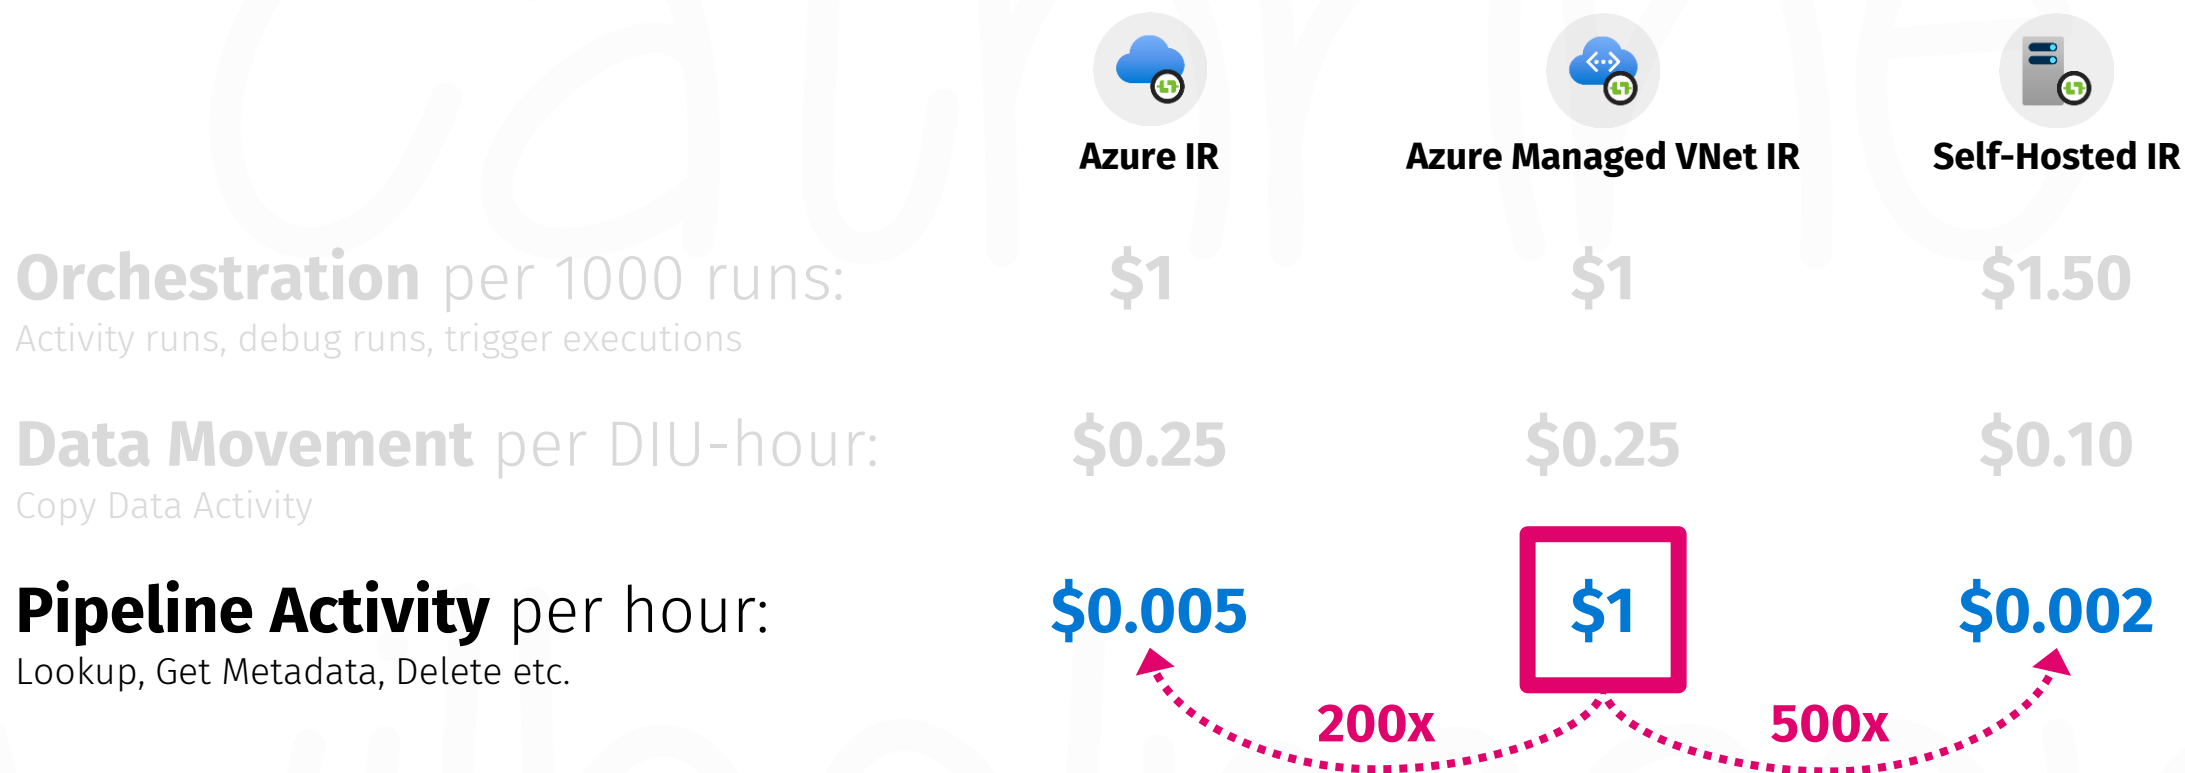 Azure IR
Azure Managed VNet IR
Self-Hosted IR
Orchestration per 1000 runs:
$1
$1
$1.50
Activity runs, debug runs, trigger executions
Data Movement per DIU-hour:
$0.25
$0.25
$0.10
Copy Data Activity
Pipeline Activity per hour:
$0.005
$1
$0.002
Lookup, Get Metadata, Delete etc.
200x
500x